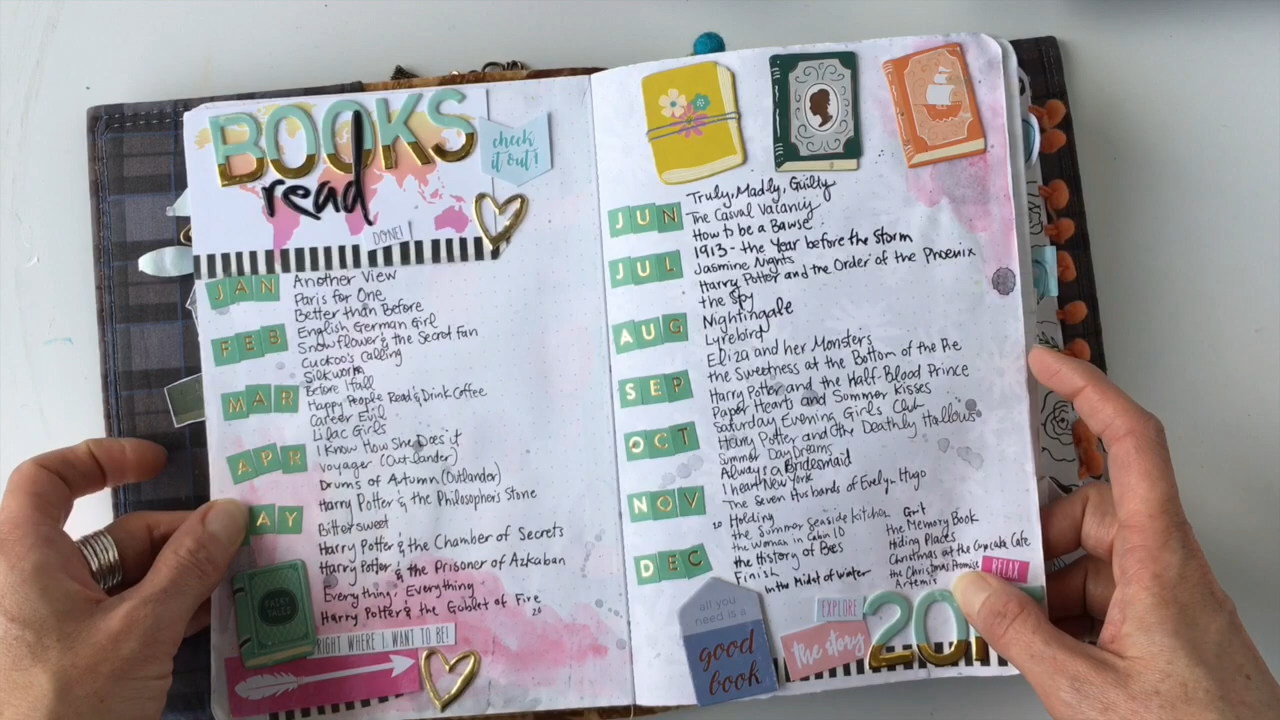 BOOKS
read
check
it out!
DONE!
JAN
Another View
Paris for One
Better than Before
FEB
English German Girl
Snowflower & the Secret Fan
Cuckoo's Calling
Silkworm
MAR
Before I fall
Happy People Read & Drink Coffee
Career Evil
Lilac Girls
APR
I Know How She Does it
Voyager (Outlander)
Drums of Autumn (Outlander)
Harry Potter & the Philosophers Stone
AY
Bittersweet
Harry Potter & the Chamber of Secrets
Harry Potter & the Prisoner of Azkaban
Everything, Everything
Harry Potter & the Goblet of Fire
20
FAIRY
TALES
RIGHT WHERE I WANT TO BE!
JUN
Truly, Madly, Guilty
The Casual Vacancy
How to be a Bawse
1913 - the Year before the Storm
JUL
Jasmine Nights
Harry Potter and the Order of the Phoenix
the Spy
AUG
Nightingale
Lyrebird
Eliza and her Monsters
SEP
the Sweetness at the Bottom of the Pie
Harry Potter and the Half-Blood Prince
Paper Hearts and Summer Kisses
Saturday Evening Girls Club
OCT
Harry Potter and the Deathly Hallows
Summer Day Dreams
Always a Bridesmaid
I heart New York
NOV
The Seven Husbands of Evelyn Hugo
20 Holding
the Summer Seaside Kitchen
the Woman in Cabin 10
the History of Bees
DEC
Finish
In the Midst of Winter
Grit
the Memory Book
Hiding Places
Christmas at the Cupcake Cafe
the Christmas Promise
Artemis
RELAX
all you
need is a
good
book
EXPLORE
the story
201